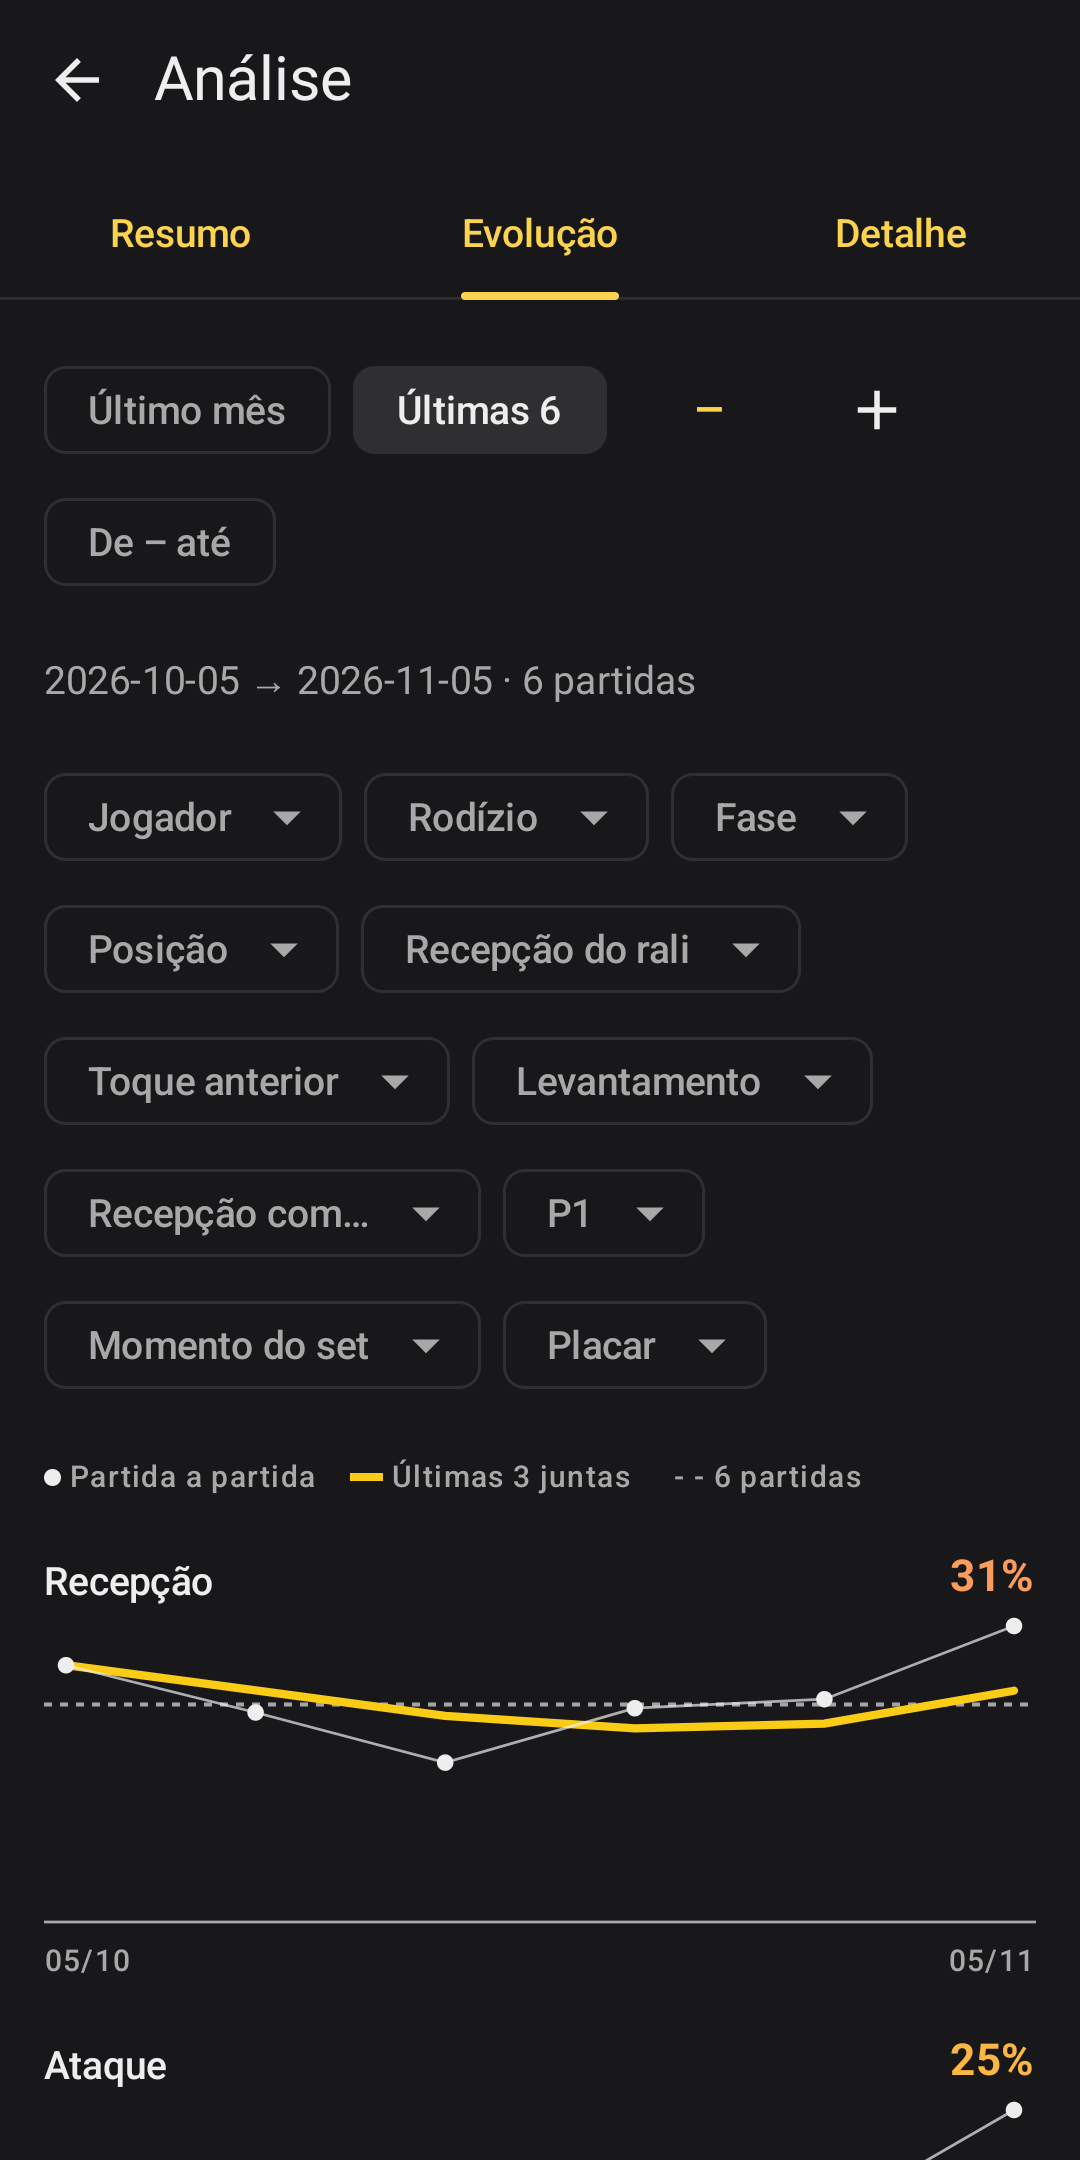 Análise
Resumo Evolução Detalhe
Último mês Últimas 6 − +
De – até
2026-10-05 → 2026-11-05 · 6 partidas
Jogador Rodízio Fase
Posição Recepção do rali
Toque anterior Levantamento
Recepção com... P1
Momento do set Placar
Partida a partida Últimas 3 juntas - - 6 partidas
Recepção 31%
05/10 05/11
Ataque 25%